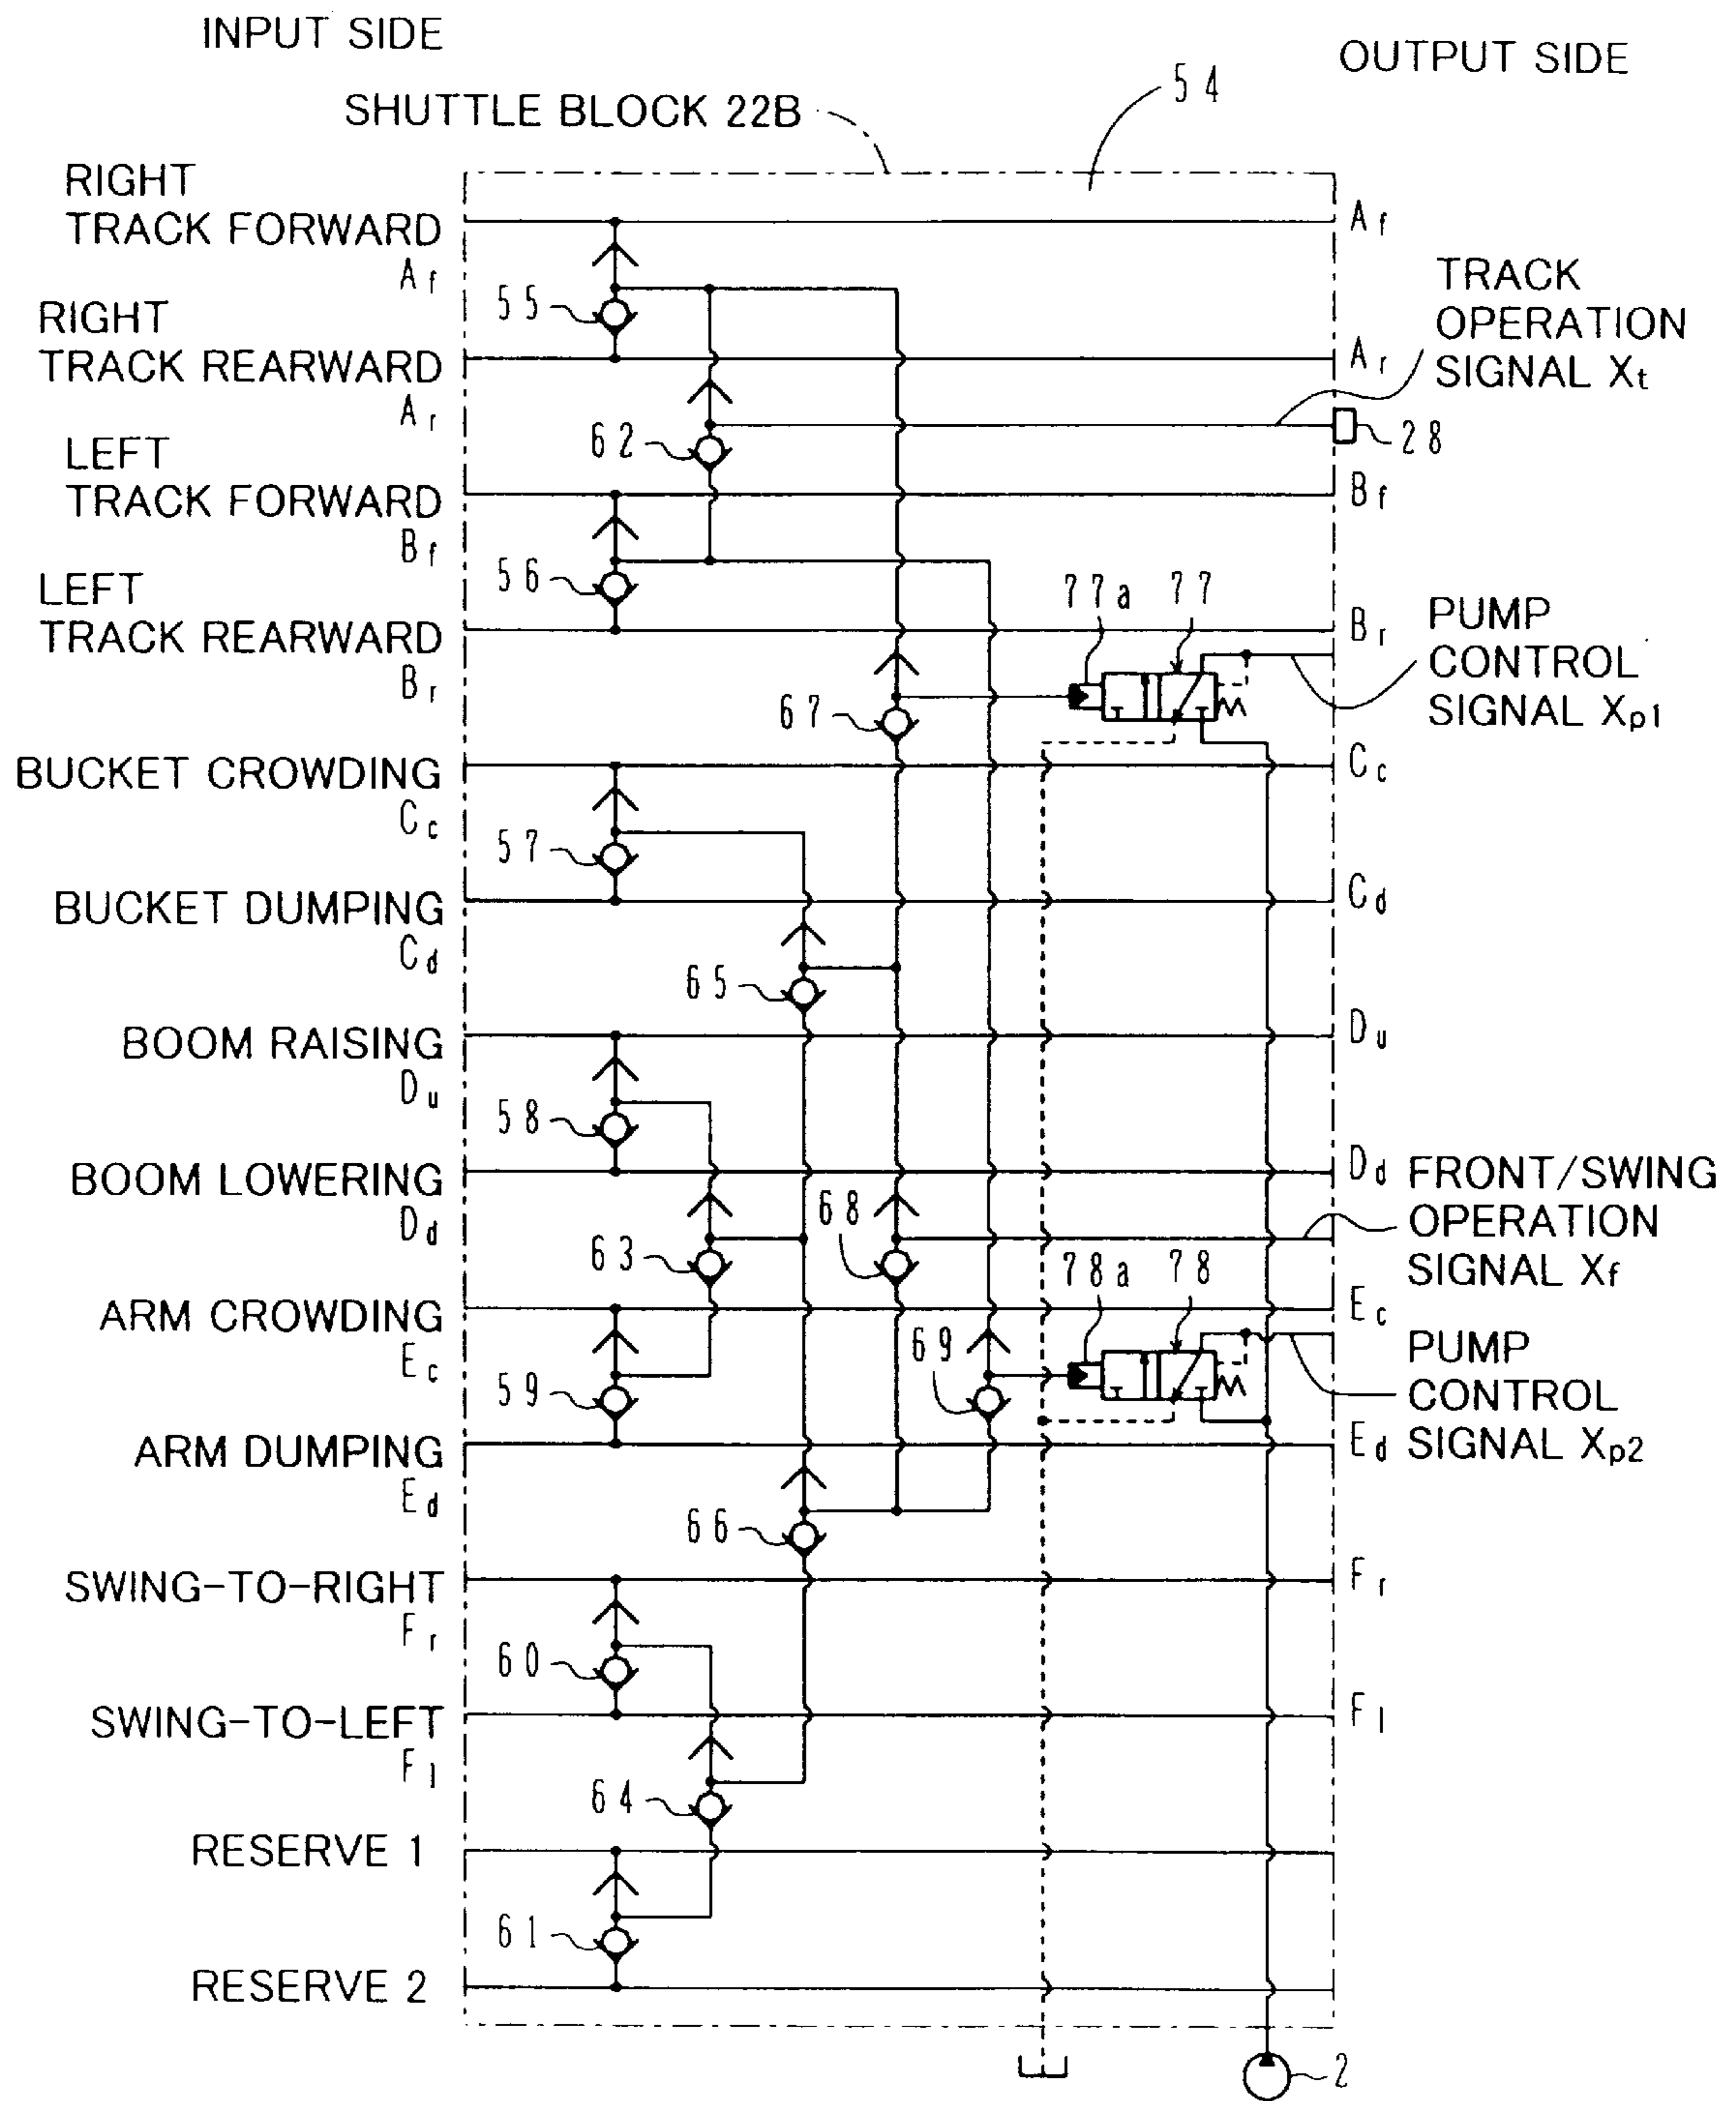 INPUT SIDE
OUTPUT SIDE
54
SHUTTLE BLOCK 22B
RIGHT
TRACK FORWARD
Af
Af
TRACK
OPERATION
SIGNAL Xt
55
RIGHT
TRACK REARWARD
Ar
Ar
62
28
LEFT
TRACK FORWARD
Bf
Bf
56
77a
77
LEFT
TRACK REARWARD
Br
Br
PUMP
CONTROL
SIGNAL Xp1
67
BUCKET CROWDING
Cc
Cc
57
BUCKET DUMPING
Cd
Cd
65
BOOM RAISING
Du
Du
58
BOOM LOWERING
Dd
Dd
FRONT/SWING
OPERATION
SIGNAL Xf
68
63
78a
78
ARM CROWDING
Ec
Ec
PUMP
CONTROL
SIGNAL Xp2
69
59
ARM DUMPING
Ed
Ed
66
SWING-TO-RIGHT
Fr
Fr
60
SWING-TO-LEFT
Fl
Fl
64
RESERVE 1
61
RESERVE 2
2